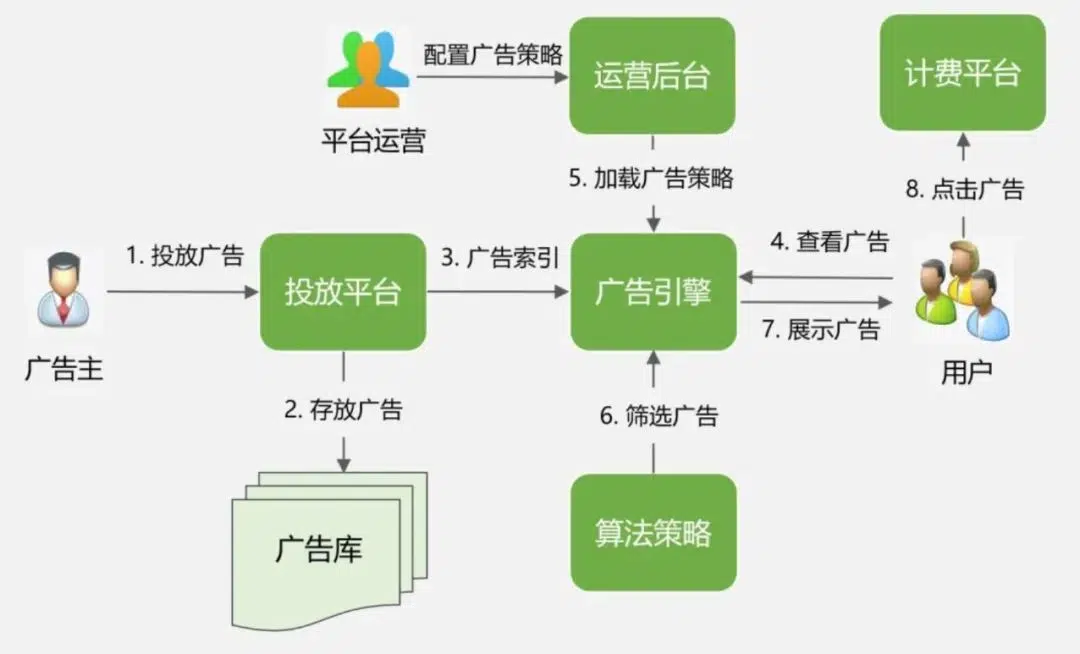 配置广告策略
运营后台
计费平台
平台运营
5. 加载广告策略
8. 点击广告
1. 投放广告
投放平台
3. 广告索引
广告引擎
4. 查看广告
7. 展示广告
广告主
用户
2. 存放广告
6. 筛选广告
广告库
算法策略